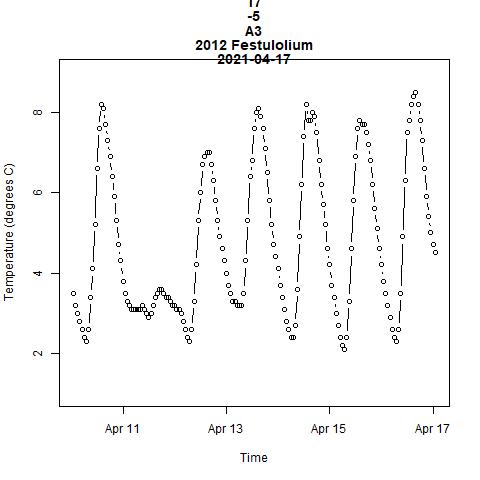 17
-5
A3
2012 Festulolium
2021-04-17
Temperature (degrees C)
8
6
4
2
Apr 11
Apr 13
Apr 15
Apr 17
Time